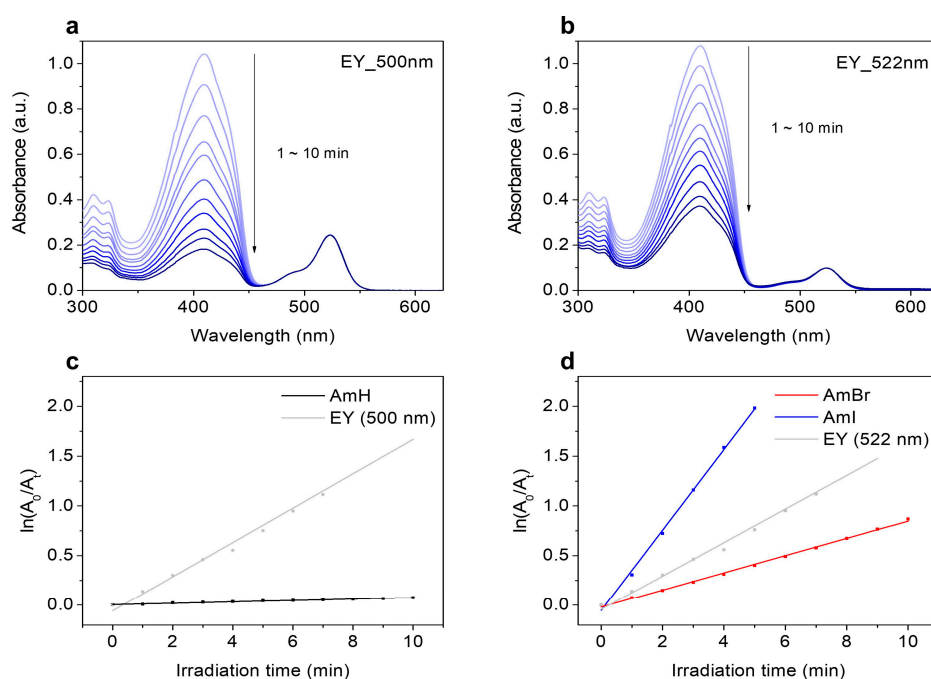 a
EY_500nm
1 ~ 10 min
Absorbance (a.u.)
1.0
0.8
0.6
0.4
0.2
0.0
300 400 500 600
Wavelength (nm)
b
EY_522nm
1 ~ 10 min
Absorbance (a.u.)
1.0
0.8
0.6
0.4
0.2
0.0
300 400 500 600
Wavelength (nm)
c
AmH
EY (500 nm)
ln(A0/At)
2.0
1.5
1.0
0.5
0.0
0 2 4 6 8 10
Irradiation time (min)
d
AmBr
AmI
EY (522 nm)
ln(A0/At)
2.0
1.5
1.0
0.5
0.0
0 2 4 6 8 10
Irradiation time (min)